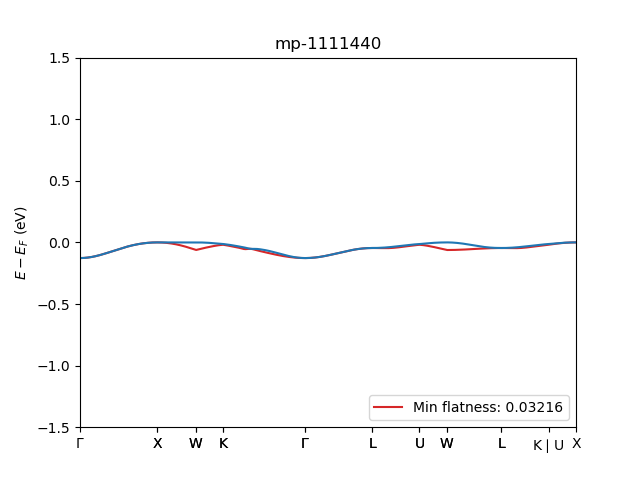 mp-1111440
1.5
1.0
0.5
0.0
−0.5
−1.0
−1.5
E − E_F (eV)
Min flatness: 0.03216
Γ X W K Γ L U W L K | U X